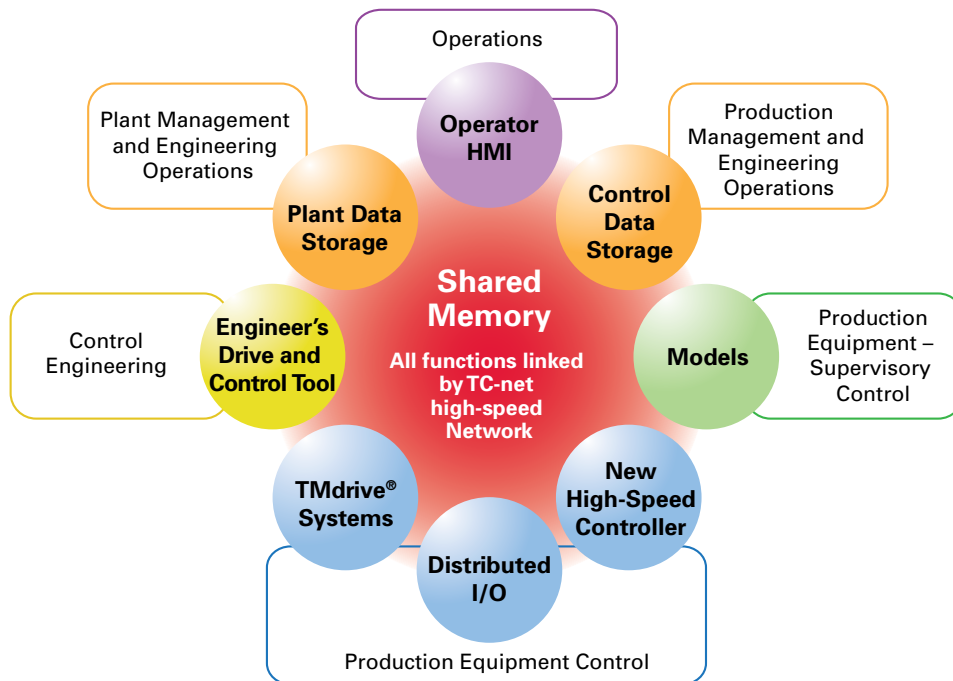 Operations
Operator
HMI
Plant Management
and Engineering
Operations
Plant Data
Storage
Production
Management and
Engineering
Operations
Control
Data
Storage
Shared
Memory
All functions linked
by TC-net
high-speed
Network
Control
Engineering
Engineer’s
Drive and
Control Tool
Models
Production
Equipment –
Supervisory
Control
TMdrive®
Systems
Distributed
I/O
New
High-Speed
Controller
Production Equipment Control